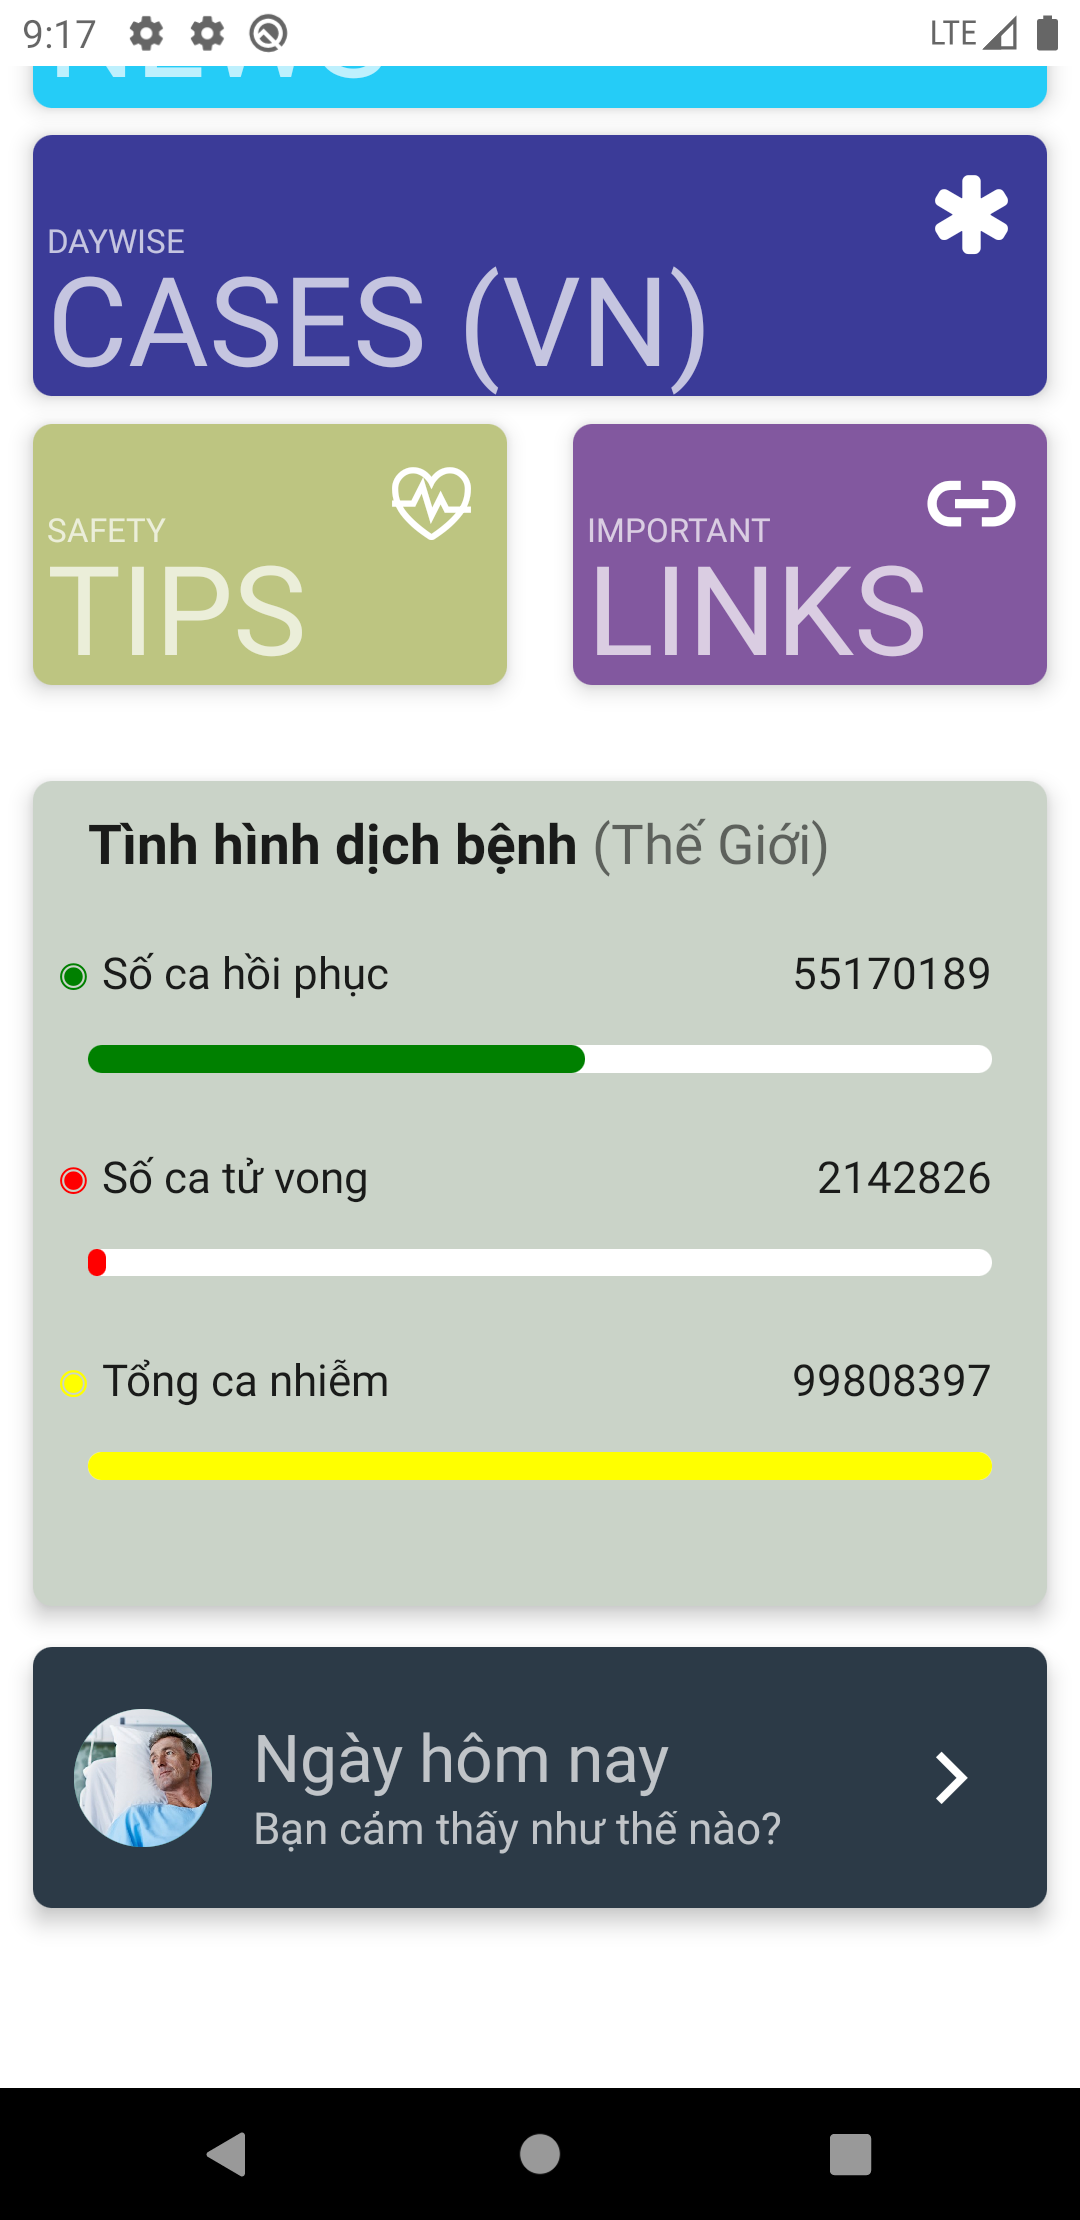 9:17 LTE
NEWS
DAYWISE
CASES (VN)
SAFETY
TIPS
IMPORTANT
LINKS
Tình hình dịch bệnh (Thế Giới)
Số ca hồi phục 55170189
Số ca tử vong 2142826
Tổng ca nhiễm 99808397
Ngày hôm nay
Bạn cảm thấy như thế nào?